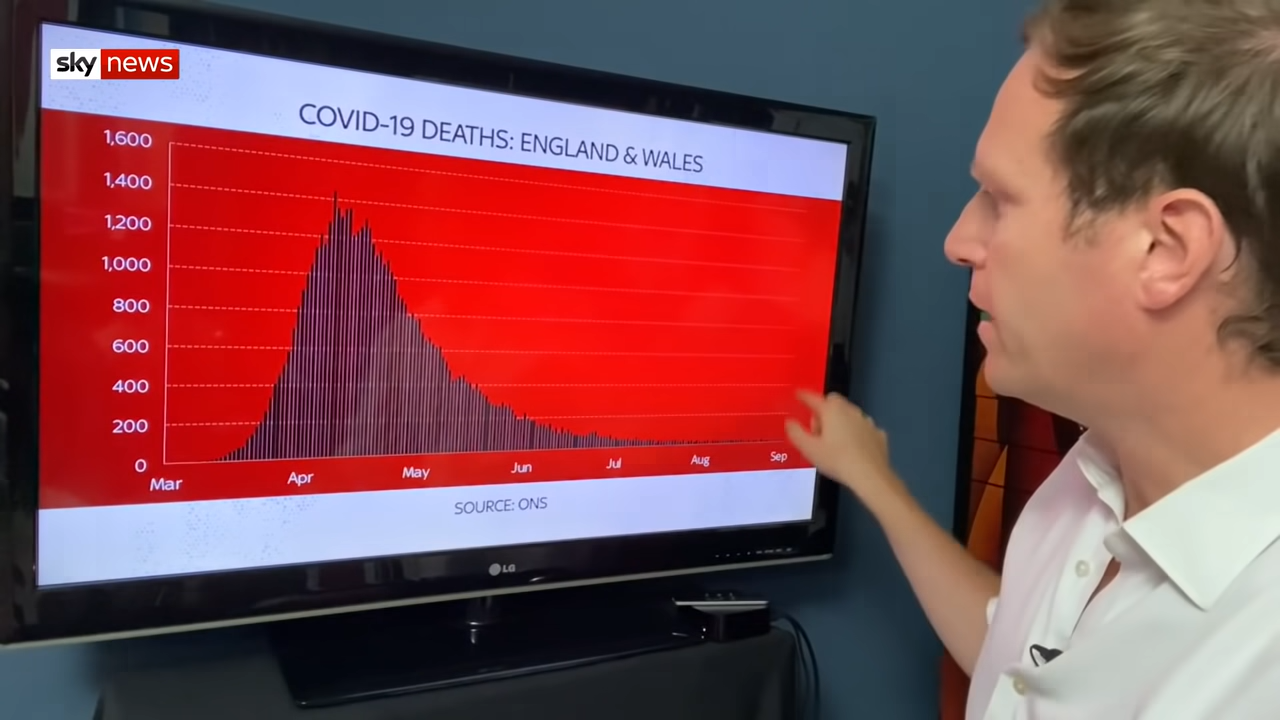 sky news
COVID-19 DEATHS: ENGLAND & WALES
1,600
1,400
1,200
1,000
800
600
400
200
0
Mar Apr May Jun Jul Aug Sep
SOURCE: ONS
LG